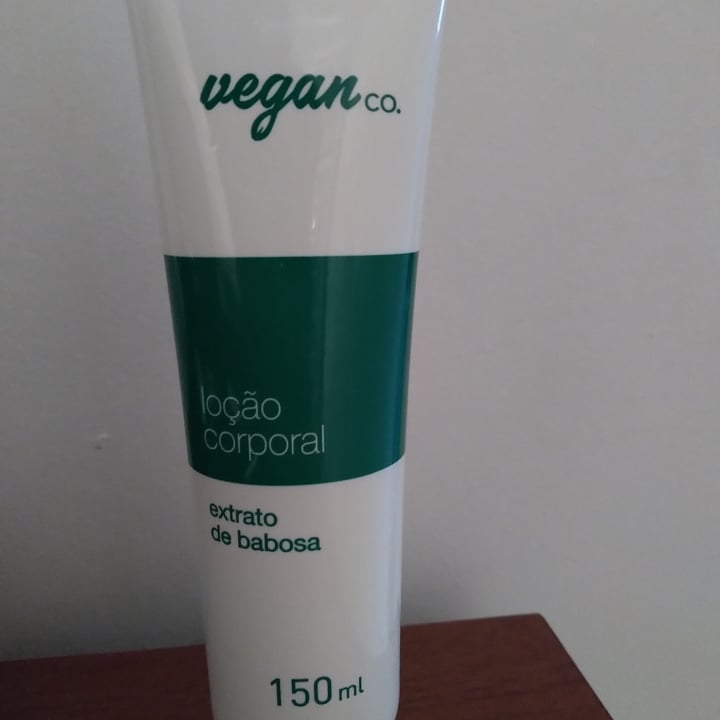 vegan co.
loção
corporal
extrato
de babosa
150 ml